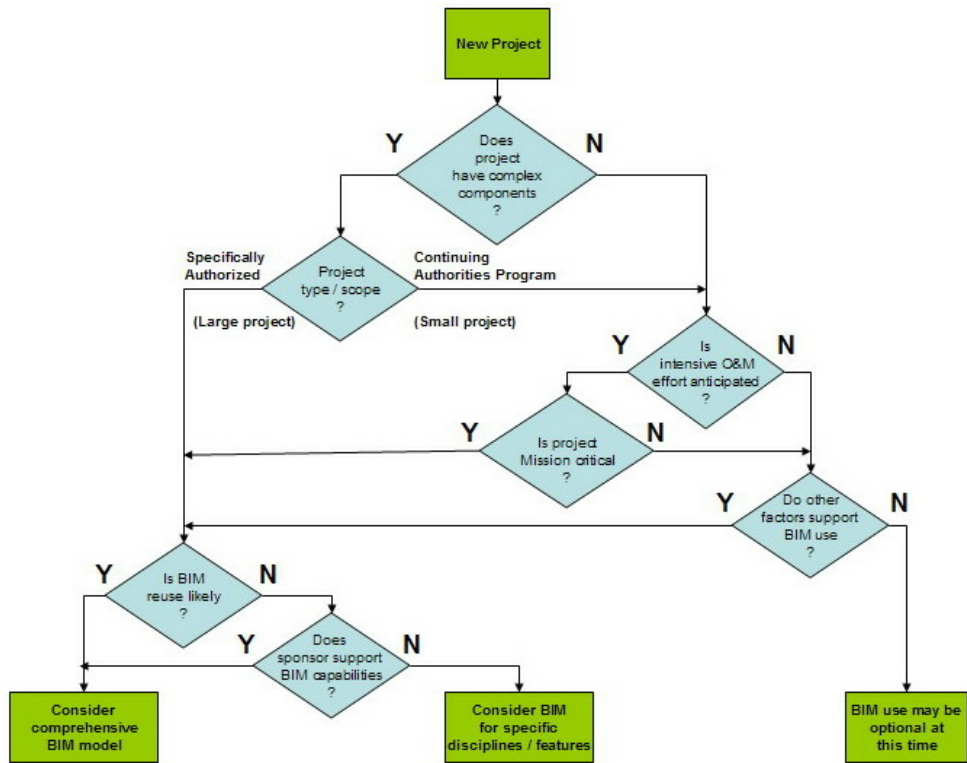 New Project
Y
N
Does
project
have complex
components
?
Specifically
Authorized
Continuing
Authorities Program
Project
type / scope
?
(Large project)
(Small project)
Y
N
Is
intensive O&M
effort anticipated
?
Y
N
Is project
Mission critical
?
Y
N
Do other
factors support
BIM use
?
Y
N
Is BIM
reuse likely
?
Y
N
Does
sponsor support
BIM capabilities
?
Consider
comprehensive
BIM model
Consider BIM
for specific
disciplines / features
BIM use may be
optional at
this time